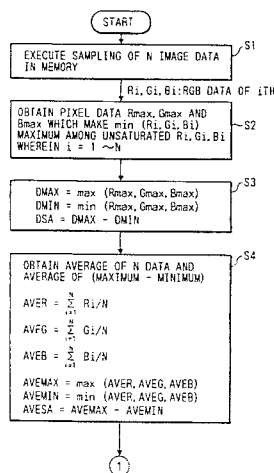 START
S1
EXECUTE SAMPLING OF N IMAGE DATA
IN MEMORY
Ri,Gi,Bi:RGB DATA OF iTH
S2
OBTAIN PIXEL DATA Rmax,Gmax AND
Bmax WHICH MAKE min (Ri,Gi,Bi)
MAXIMUM AMONG UNSATURATED Ri,Gi,Bi
WHEREIN i = 1 ~N
S3
DMAX = max (Rmax,Gmax,Bmax)
DMIN = min (Rmax,Gmax,Bmax)
DSA = DMAX - DMIN
S4
OBTAIN AVERAGE OF N DATA AND
AVERAGE OF (MAXIMUM - MINIMUM)
AVER = N Σ i=1 Ri/N
AVEG = N Σ i=1 Gi/N
AVEB = N Σ i=1 Bi/N
AVEMAX = max (AVER,AVEG,AVEB)
AVEMIN = min (AVER,AVEG,AVEB)
AVESA = AVEMAX - AVEMIN
1